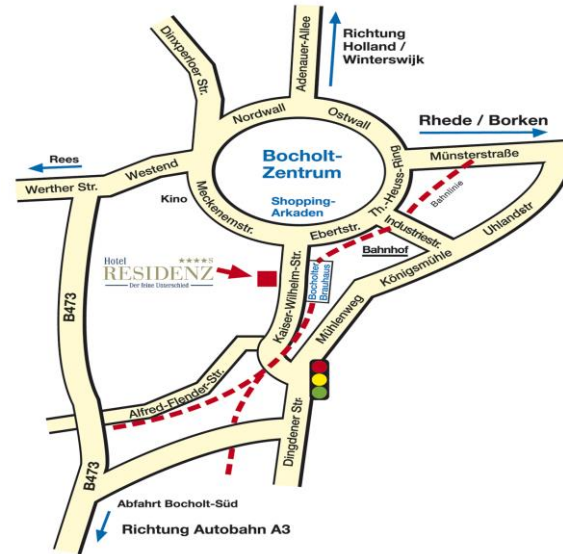 Dinxperloer Str.
Adenauer-Allee
Richtung
Holland /
Winterswijk
Nordwall
Ostwall
Rhede / Borken
Rees
Westend
Werther Str.
Bocholt-
Zentrum
Münsterstraße
Th.-Heuss-Ring
Bahnlinie
Kino
Meckenemstr.
Shopping-
Arkaden
Ebertstr.
Industriestr.
Uhlandstr
Bahnhof
Königsmühle
Hotel
★★★★S
RESIDENZ
Der feine Unterschied
Kaiser-Wilhelm-Str.
Bocholter
Brauhaus
Mühlenweg
B473
Alfred-Flender-Str.
Dingdener Str.
B473
Abfahrt Bocholt-Süd
Richtung Autobahn A3